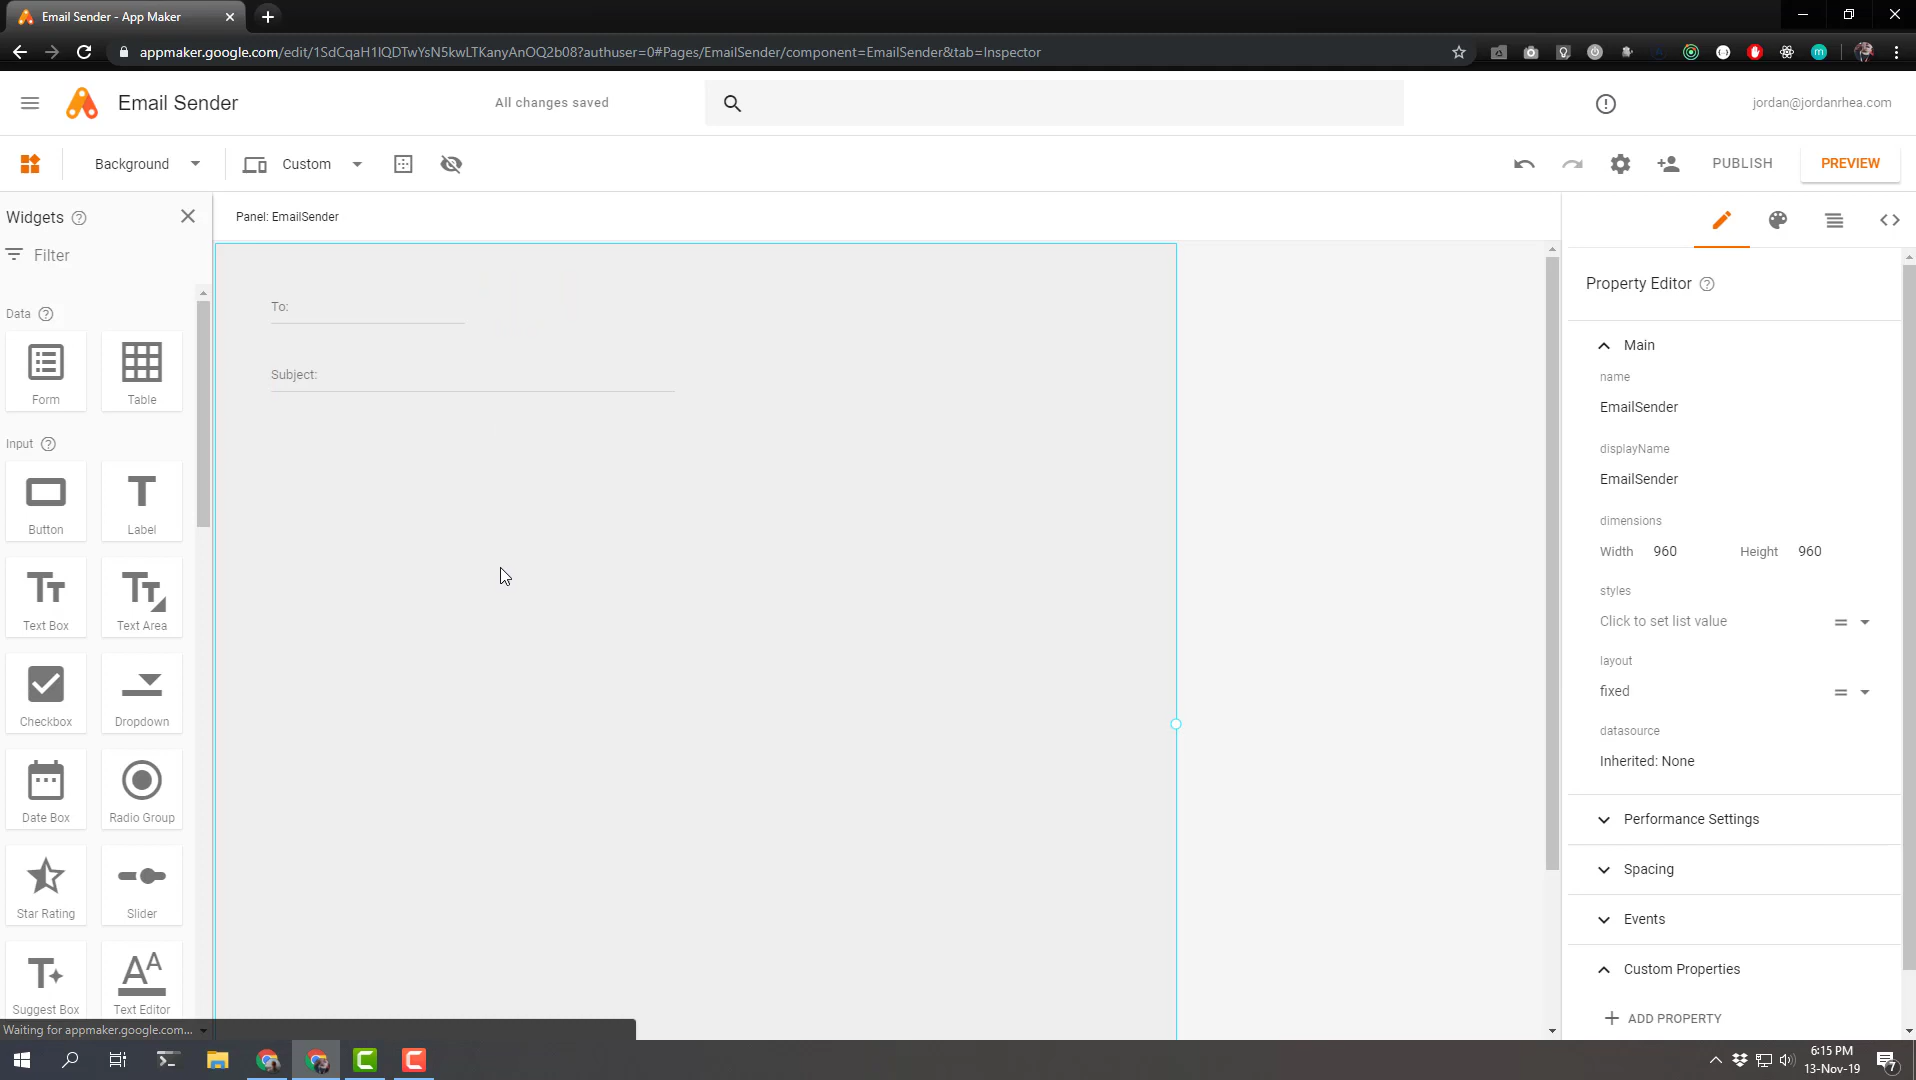 Email Sender - App Maker
appmaker.google.com/edit/1SdCqaH1lQDTwYsN5kwLTKanyAnOQ2b08?authuser=0#Pages/EmailSender/component=EmailSender&tab=Inspector
Email Sender
All changes saved
jordan@jordanrhea.com
Background
Custom
PUBLISH
PREVIEW
Widgets
Panel: EmailSender
Filter
Data
Form
Table
Input
Button
Label
Text Box
Text Area
Checkbox
Dropdown
Date Box
Radio Group
Star Rating
Slider
Suggest Box
Text Editor
To:
Subject:
Property Editor
Main
name
EmailSender
displayName
EmailSender
dimensions
Width 960 Height 960
styles
Click to set list value
layout
fixed
datasource
Inherited: None
Performance Settings
Spacing
Events
Custom Properties
ADD PROPERTY
Waiting for appmaker.google.com...
6:15 PM
13-Nov-19
7